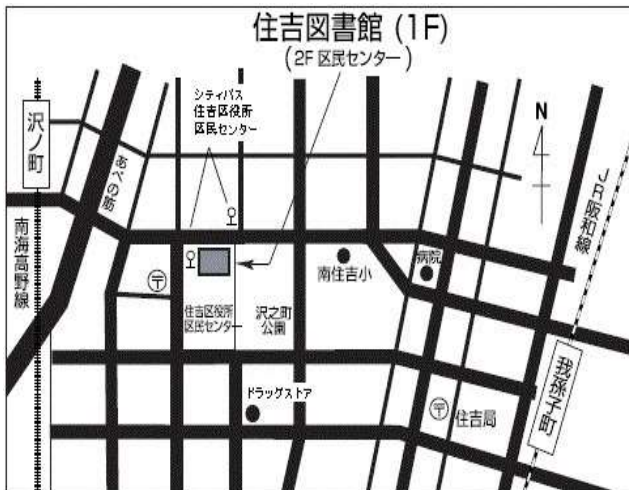 住吉図書館 (1F)
(2F 区民センター)
シティバス
住吉区役所
区民センター
N
沢ノ町
あべの筋
JR阪和線
南海高野線
〒
南住吉小
病院
住吉区役所
区民センター
沢之町
公園
我孫子町
ドラッグストア
〒
住吉局